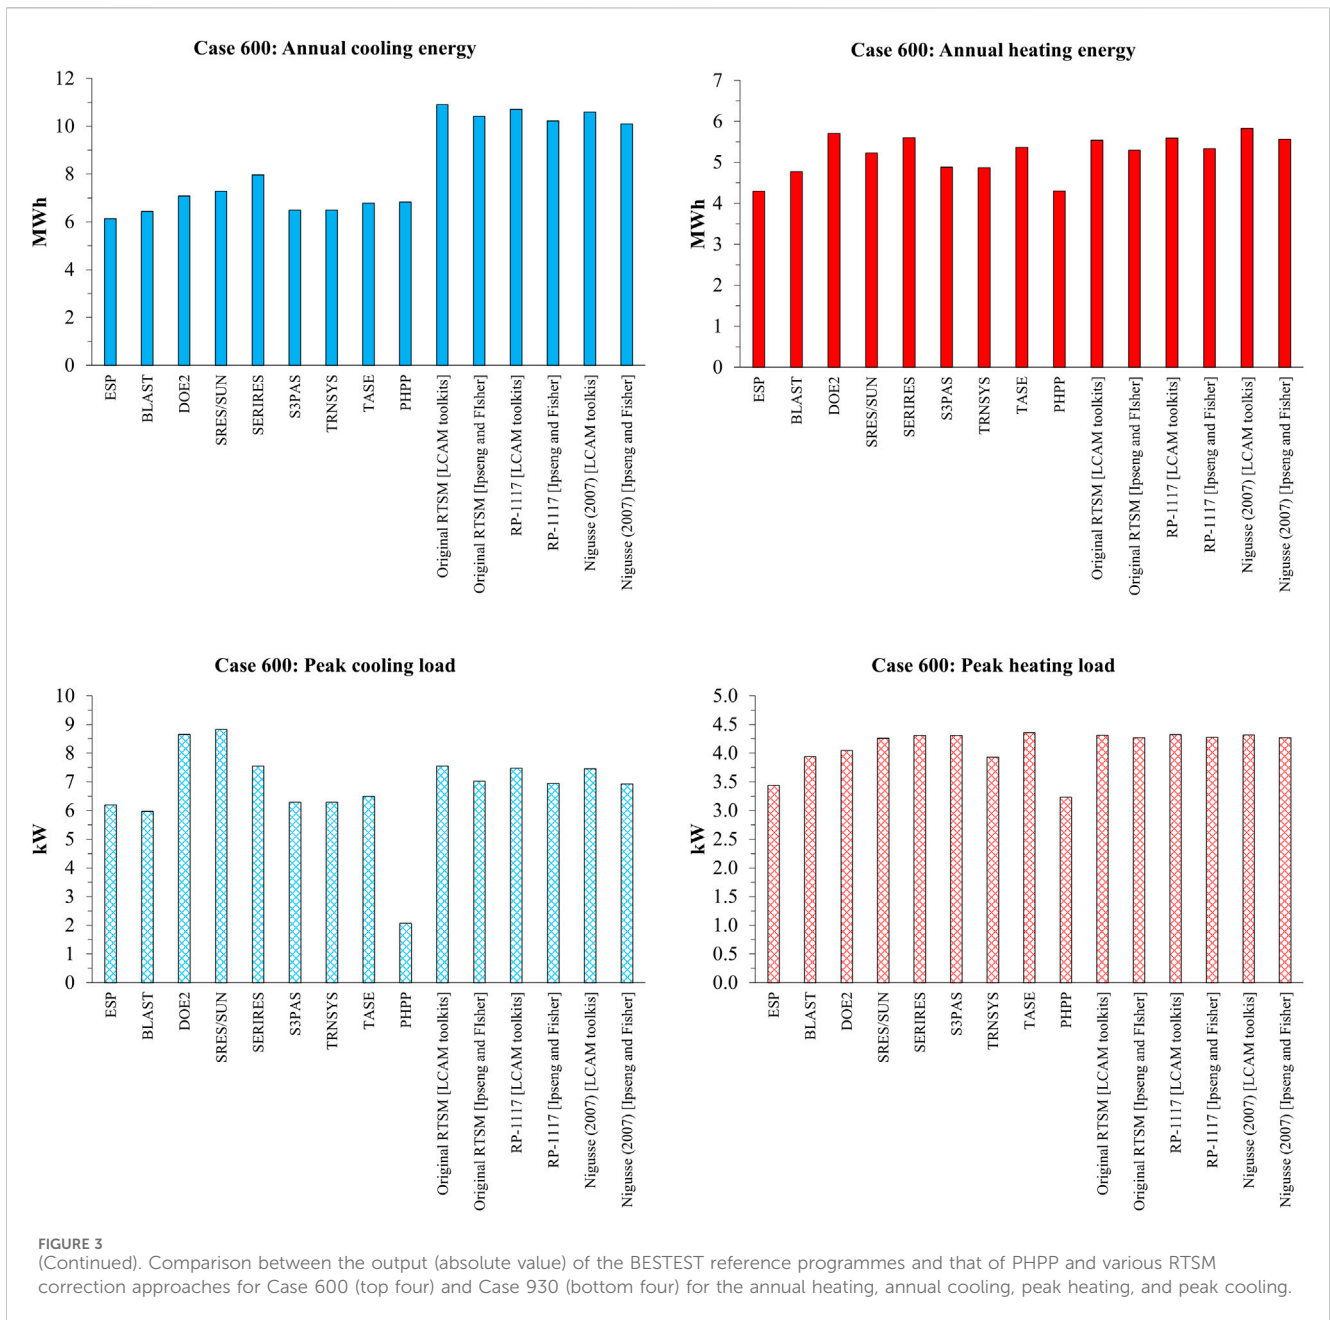 Case 600: Annual cooling energy
MWh
12
10
8
6
4
2
0
ESP
BLAST
DOE2
SRES/SUN
SERIRES
S3PAS
TRNSYS
TASE
PHPP
Original RTSM [LCAM toolkits]
Original RTSM [Ipseng and FIsher]
RP-1117 [LCAM toolkits]
RP-1117 [Ipseng and Fisher]
Nigusse (2007) [LCAM toolkis]
Nigusse (2007) [Ipseng and Fisher]
Case 600: Annual heating energy
MWh
7
6
5
4
3
2
1
0
ESP
BLAST
DOE2
SRES/SUN
SERIRES
S3PAS
TRNSYS
TASE
PHPP
Original RTSM [LCAM toolkits]
Original RTSM [Ipseng and FIsher]
RP-1117 [LCAM toolkits]
RP-1117 [Ipseng and Fisher]
Nigusse (2007) [LCAM toolkis]
Nigusse (2007) [Ipseng and Fisher]
Case 600: Peak cooling load
kW
10
9
8
7
6
5
4
3
2
1
0
ESP
BLAST
DOE2
SRES/SUN
SERIRES
S3PAS
TRNSYS
TASE
PHPP
Original RTSM [LCAM toolkits]
Original RTSM [Ipseng and FIsher]
RP-1117 [LCAM toolkits]
RP-1117 [Ipseng and Fisher]
Nigusse (2007) [LCAM toolkis]
Nigusse (2007) [Ipseng and Fisher]
Case 600: Peak heating load
kW
5.0
4.5
4.0
3.5
3.0
2.5
2.0
1.5
1.0
0.5
0.0
ESP
BLAST
DOE2
SRES/SUN
SERIRES
S3PAS
TRNSYS
TASE
PHPP
Original RTSM [LCAM toolkits]
Original RTSM [Ipseng and FIsher]
RP-1117 [LCAM toolkits]
RP-1117 [Ipseng and Fisher]
Nigusse (2007) [LCAM toolkis]
Nigusse (2007) [Ipseng and Fisher]
FIGURE 3
(Continued). Comparison between the output (absolute value) of the BESTEST reference programmes and that of PHPP and various RTSM
correction approaches for Case 600 (top four) and Case 930 (bottom four) for the annual heating, annual cooling, peak heating, and peak cooling.